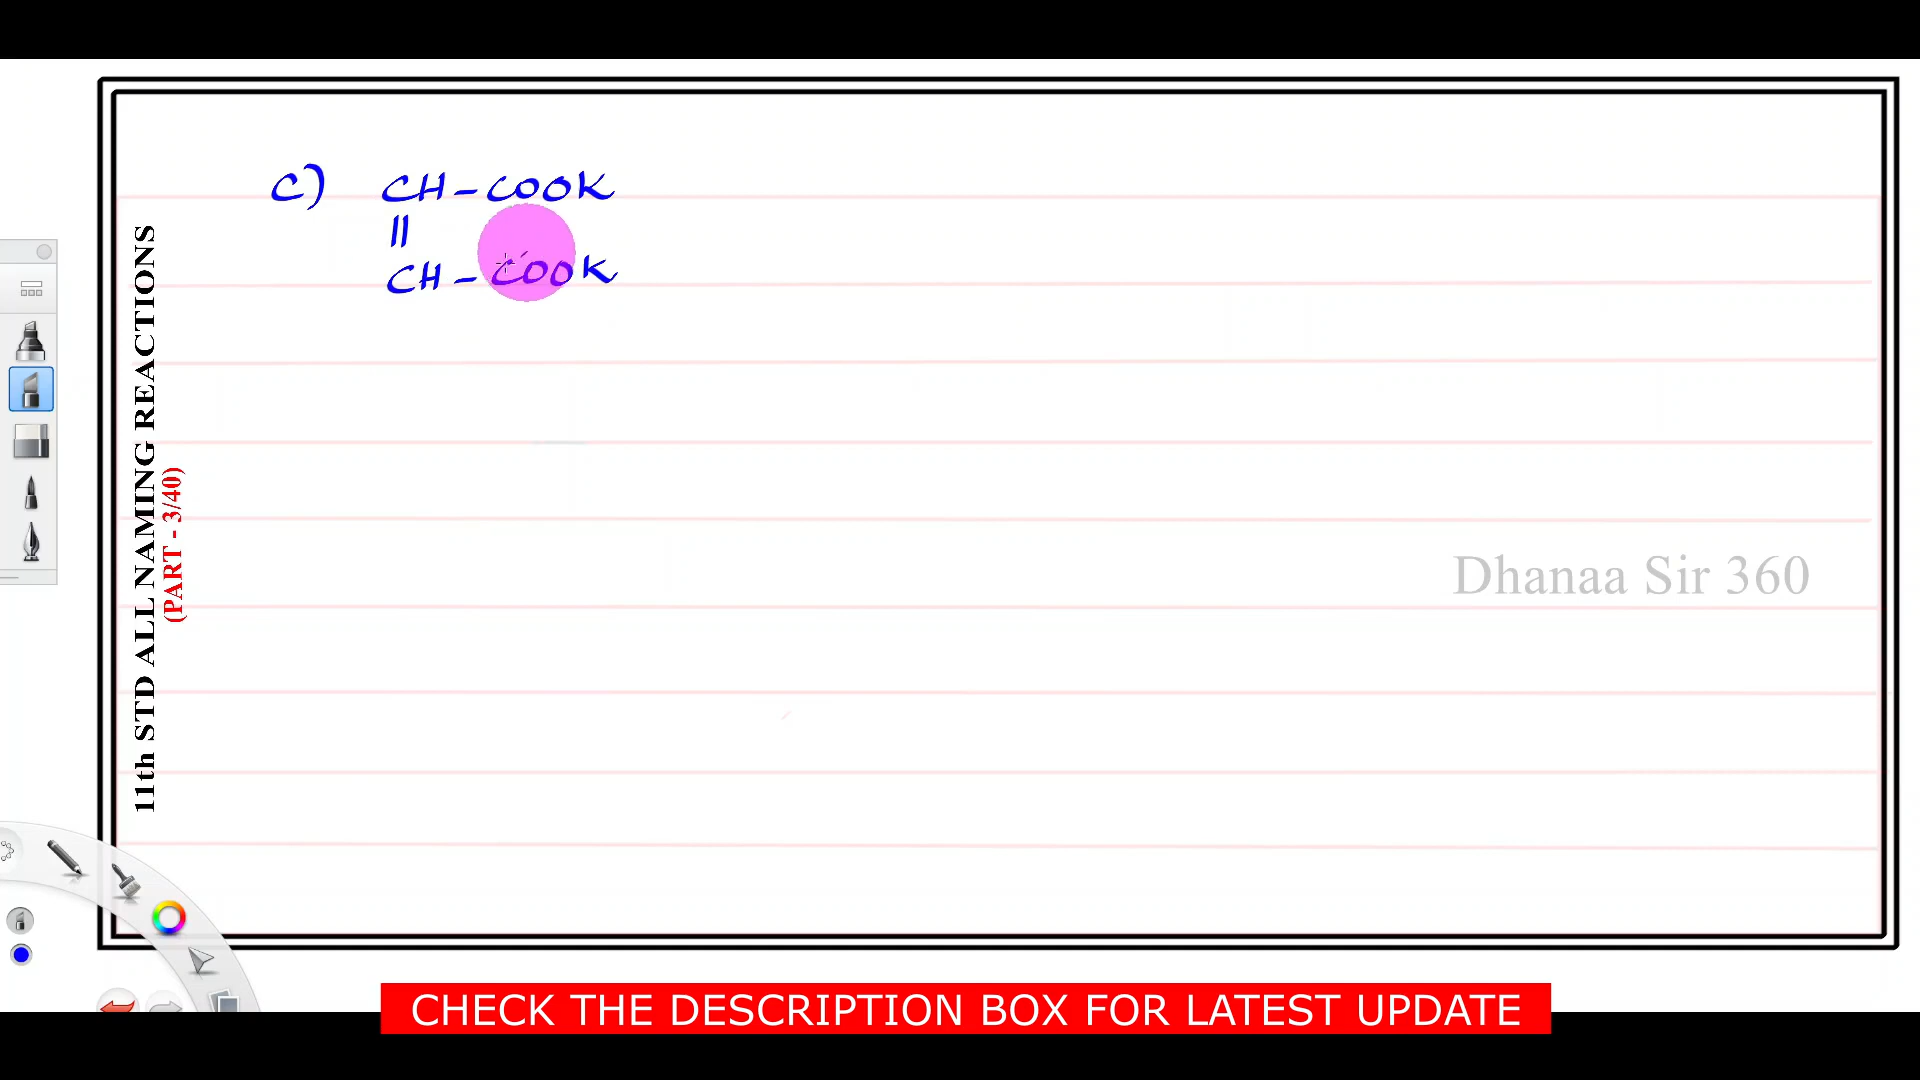 C) CH-COOK
||
CH-COOK
11th STD ALL NAMING REACTIONS
(PART - 3/40)
Dhanaa Sir 360
CHECK THE DESCRIPTION BOX FOR LATEST UPDATE